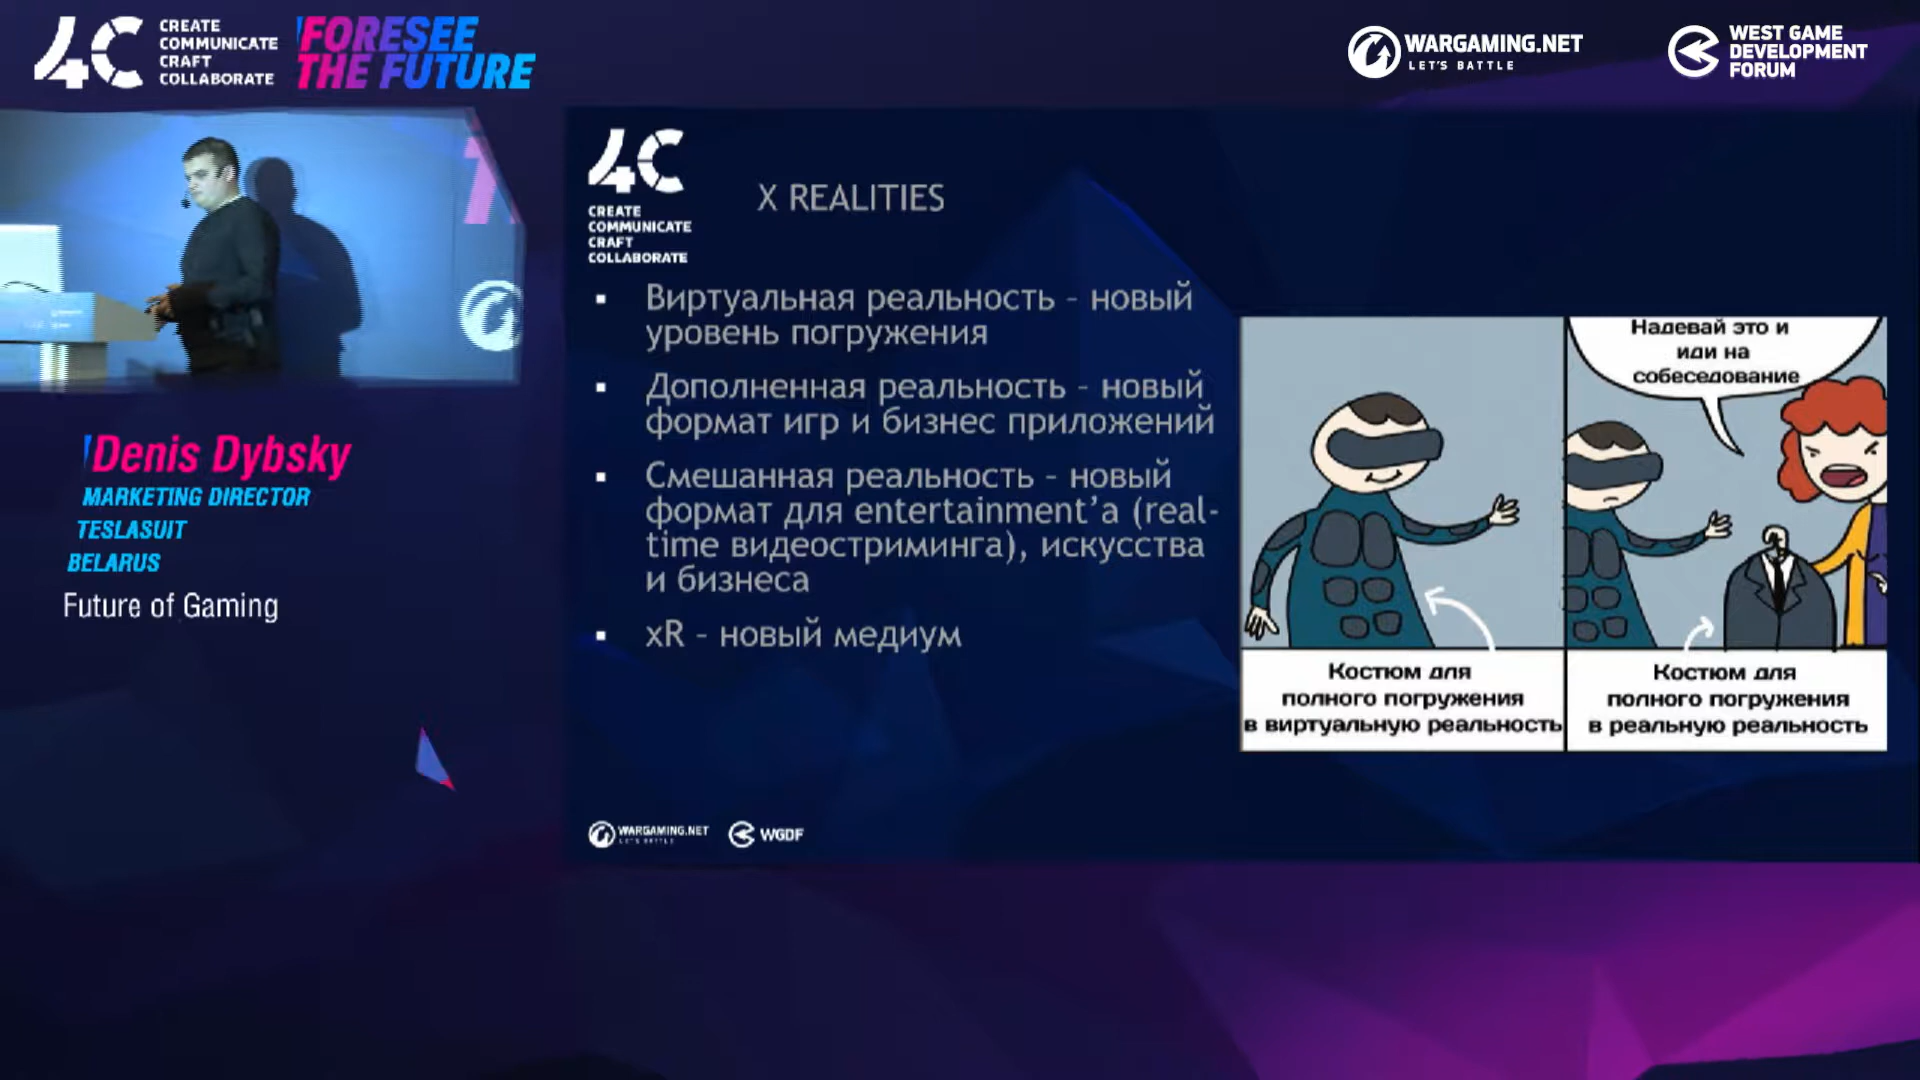 4C
CREATE
COMMUNICATE
CRAFT
COLLABORATE
FORESEE
THE FUTURE
WARGAMING.NET
LET'S BATTLE
WEST GAME
DEVELOPMENT
FORUM
Denis Dybsky
MARKETING DIRECTOR
TESLASUIT
BELARUS
Future of Gaming
4C
CREATE
COMMUNICATE
CRAFT
COLLABORATE
X REALITIES
▪ Виртуальная реальность – новый
уровень погружения
▪ Дополненная реальность – новый
формат игр и бизнес приложений
▪ Смешанная реальность – новый
формат для entertainment’а (real-
time видеостриминга), искусства
и бизнеса
▪ xR – новый медиум
Надевай это и
иди на
собеседование
Костюм для
полного погружения
в виртуальную реальность
Костюм для
полного погружения
в реальную реальность
WARGAMING.NET
LET'S BATTLE
WGDF